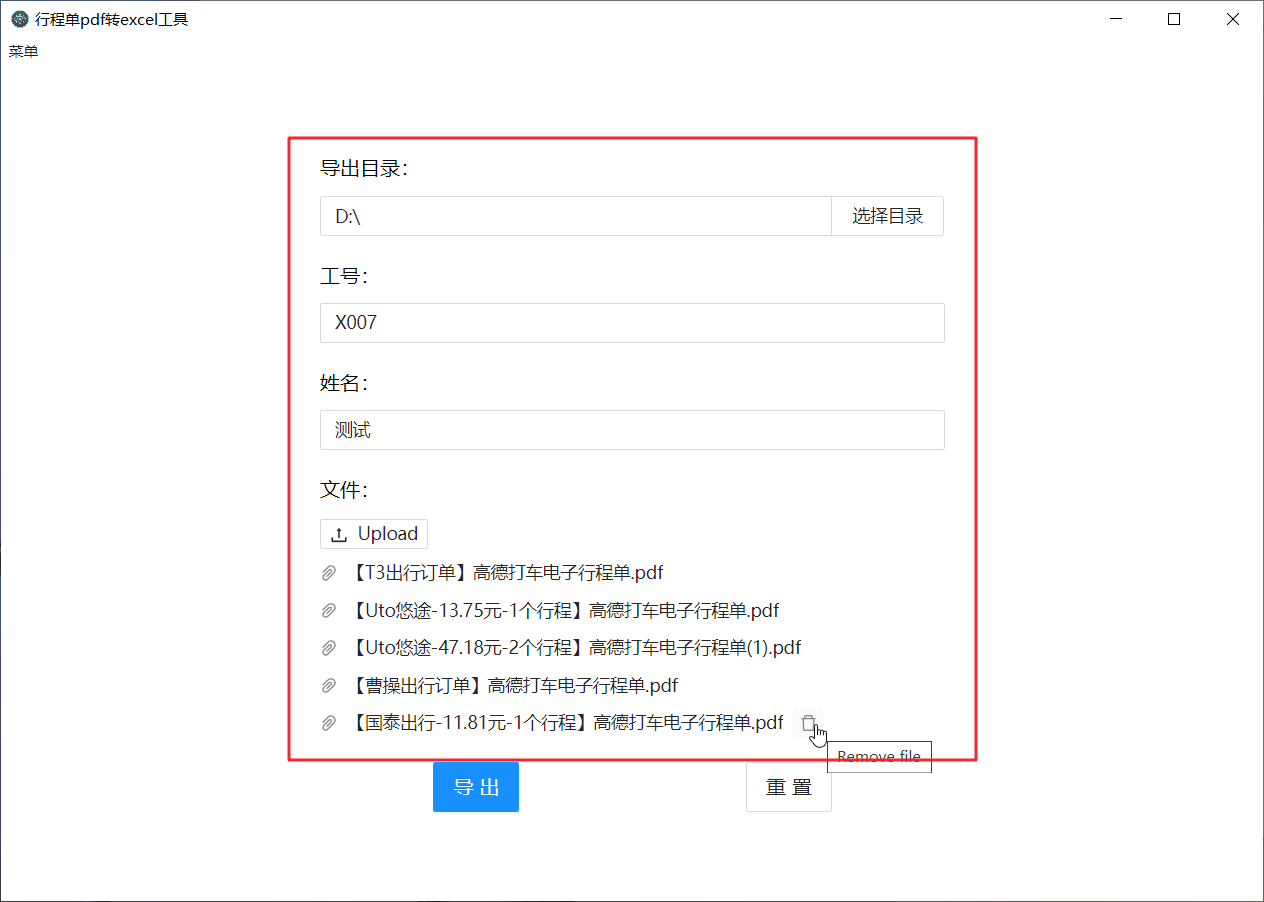 行程单pdf转excel工具
菜单
导出目录：
D:\
选择目录
工号：
X007
姓名：
测试
文件：
Upload
【T3出行订单】高德打车电子行程单.pdf
【Uto悠途-13.75元-1个行程】高德打车电子行程单.pdf
【Uto悠途-47.18元-2个行程】高德打车电子行程单(1).pdf
【曹操出行订单】高德打车电子行程单.pdf
【国泰出行-11.81元-1个行程】高德打车电子行程单.pdf
Remove file
导 出
重 置